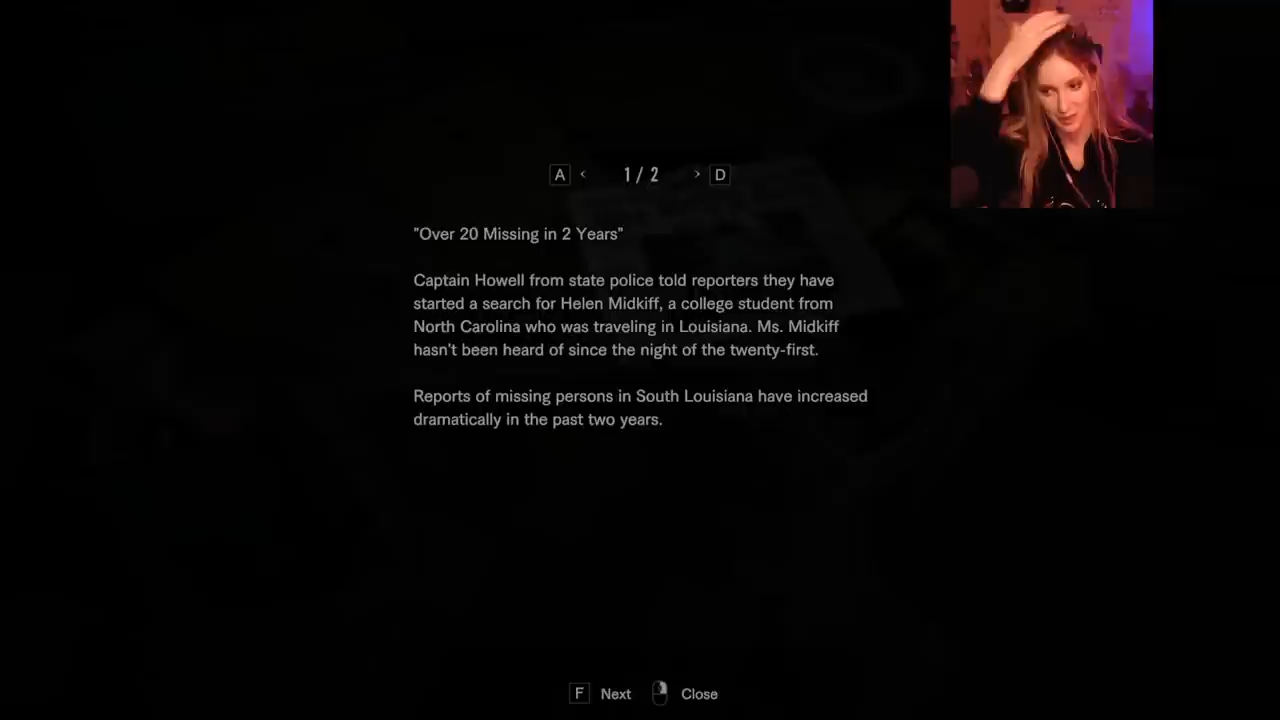 A < 1 / 2 > D
"Over 20 Missing in 2 Years"
Captain Howell from state police told reporters they have
started a search for Helen Midkiff, a college student from
North Carolina who was traveling in Louisiana. Ms. Midkiff
hasn't been heard of since the night of the twenty-first.
Reports of missing persons in South Louisiana have increased
dramatically in the past two years.
F Next Close